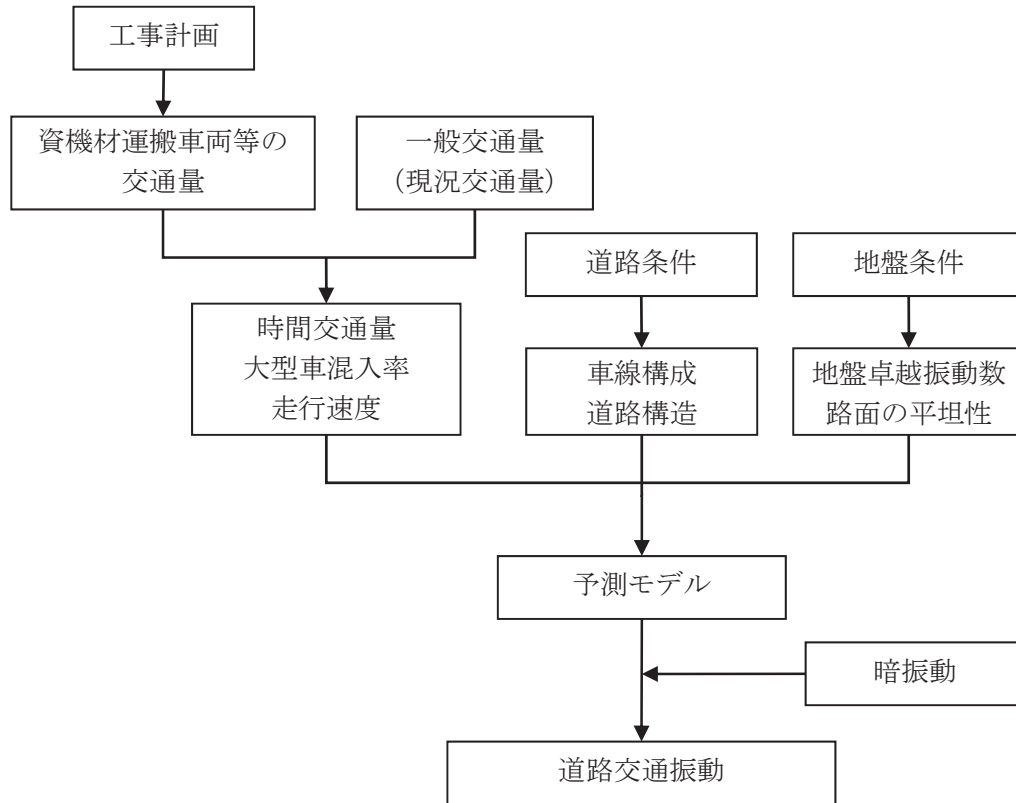 工事計画
資機材運搬車両等の
交通量
一般交通量
（現況交通量）
道路条件
地盤条件
時間交通量
大型車混入率
走行速度
車線構成
道路構造
地盤卓越振動数
路面の平坦性
予測モデル
暗振動
道路交通振動